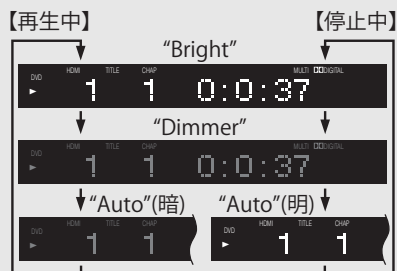 【再生中】 【停止中】
“Bright”
DVD HDMI TITLE CHAP MULTI DIGITAL
1 1 0:0:37
“Dimmer”
DVD HDMI TITLE CHAP MULTI DIGITAL
1 1 0:0:37
“Auto”(暗) “Auto”(明)
DVD HDMI TITLE CHAP DVD HDMI TITLE CHAP
1 1 1 1